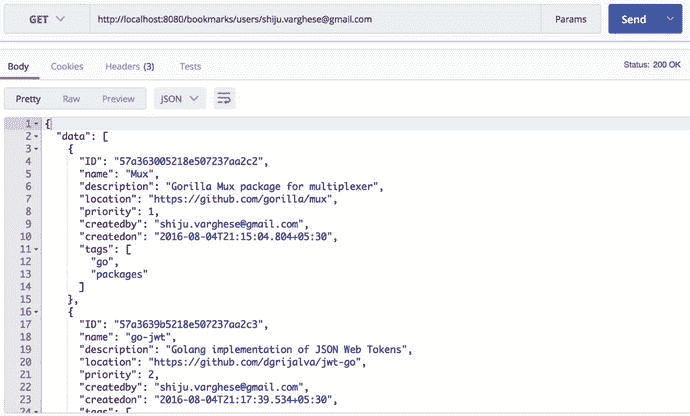 GET http://localhost:8080/bookmarks/users/shiju.varghese@gmail.com Params Send
Body Cookies Headers (3) Tests Status: 200 OK
Pretty Raw Preview JSON
1 {
2 "data": [
3 {
4 "ID": "57a363005218e507237aa2c2",
5 "name": "Mux",
6 "description": "Gorilla Mux package for multiplexer",
7 "location": "https://github.com/gorilla/mux",
8 "priority": 1,
9 "createdby": "shiju.varghese@gmail.com",
10 "createdon": "2016-08-04T21:15:04.804+05:30",
11 "tags": [
12 "go",
13 "packages"
14 ]
15 },
16 {
17 "ID": "57a3639b5218e507237aa2c3",
18 "name": "go-jwt",
19 "description": "Golang implementation of JSON Web Tokens",
20 "location": "https://github.com/dgrijalva/jwt-go",
21 "priority": 2,
22 "createdby": "shiju.varghese@gmail.com",
23 "createdon": "2016-08-04T21:17:39.534+05:30",
24 "tags": [